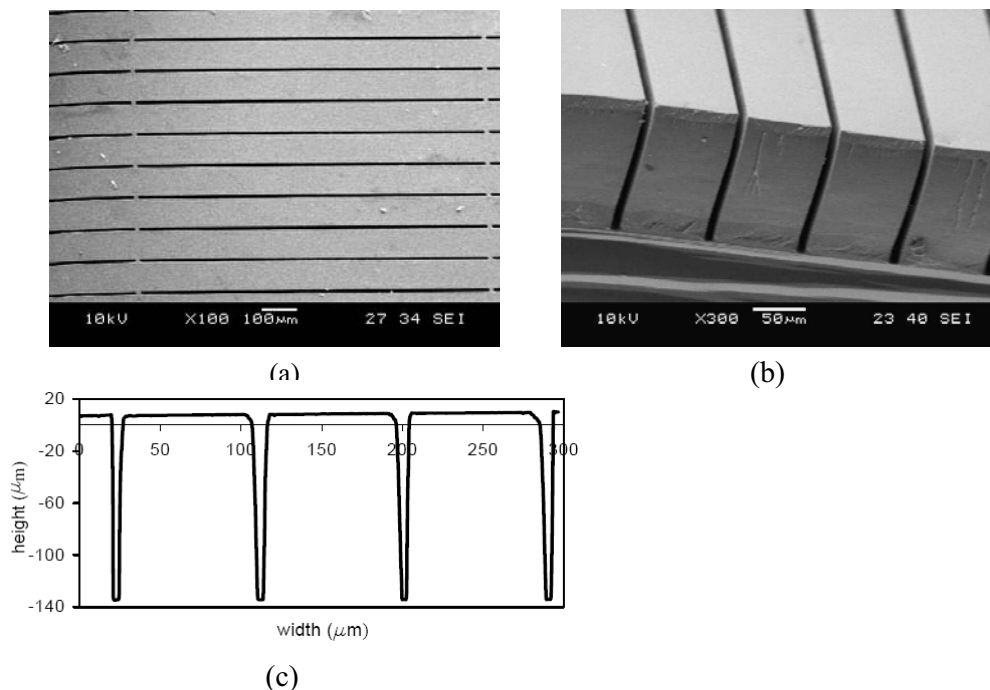 10kV X100 100μm 27 34 SEI
10kV X300 50μm 23 40 SEI
(a)
(b)
20
-20
-60
-100
-140
0 50 100 150 200 250 300
height (μm)
width (μm)
(c)